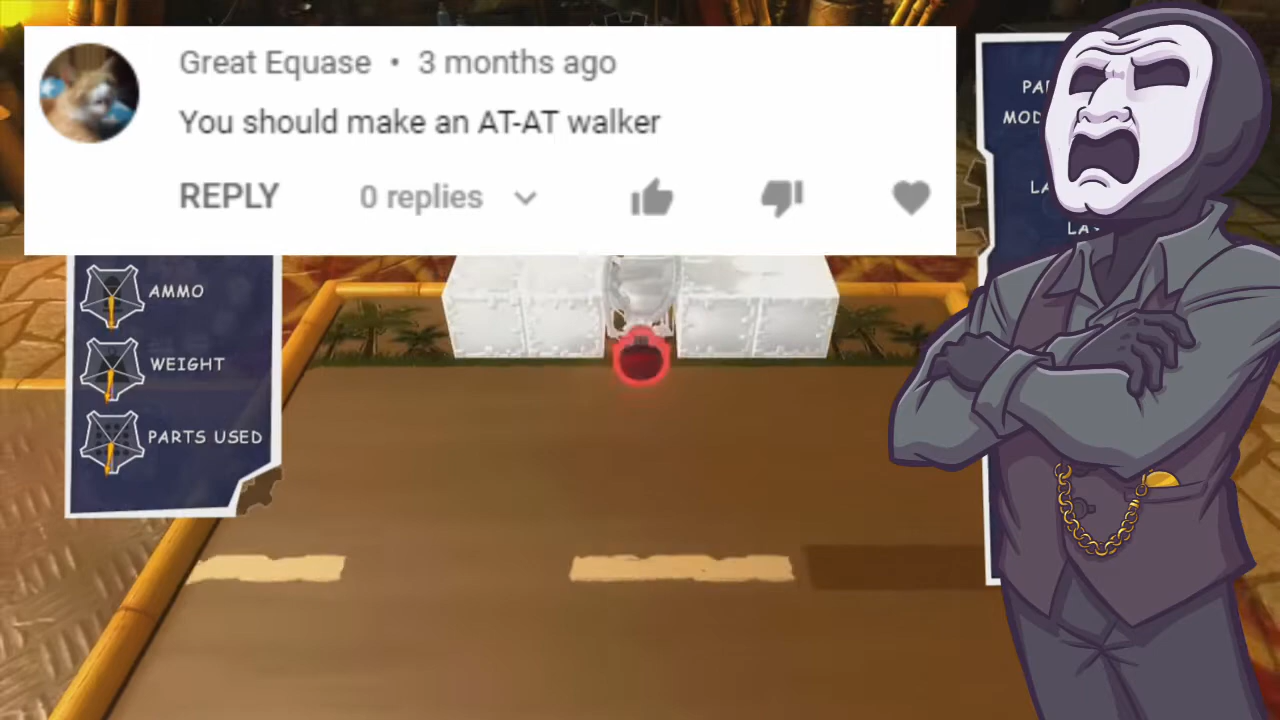 Great Equase • 3 months ago
You should make an AT-AT walker
REPLY 0 replies
AMMO
WEIGHT
PARTS USED